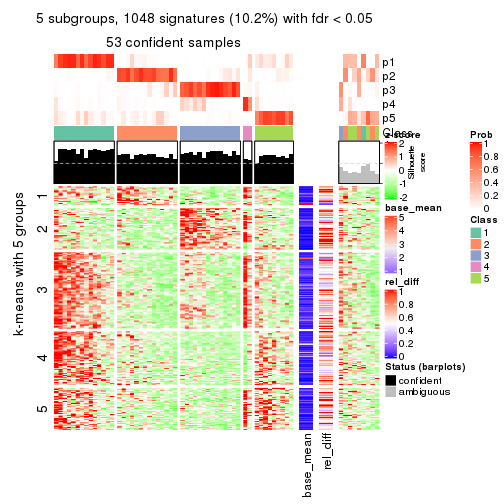 5 subgroups, 1048 signatures (10.2%) with fdr < 0.05
53 confident samples
p1
p2
p3
p4
p5
Class
k-means with 5 groups
1
2
3
4
5
base_mean
rel_diff
z-score
2
1
0
-1
-2
Silhouette
score
base_mean
5
4
3
2
1
rel_diff
1
0.8
0.6
0.4
0.2
0
Status (barplots)
confident
ambiguous
Prob
1
0.8
0.6
0.4
0.2
0
Class
1
2
3
4
5